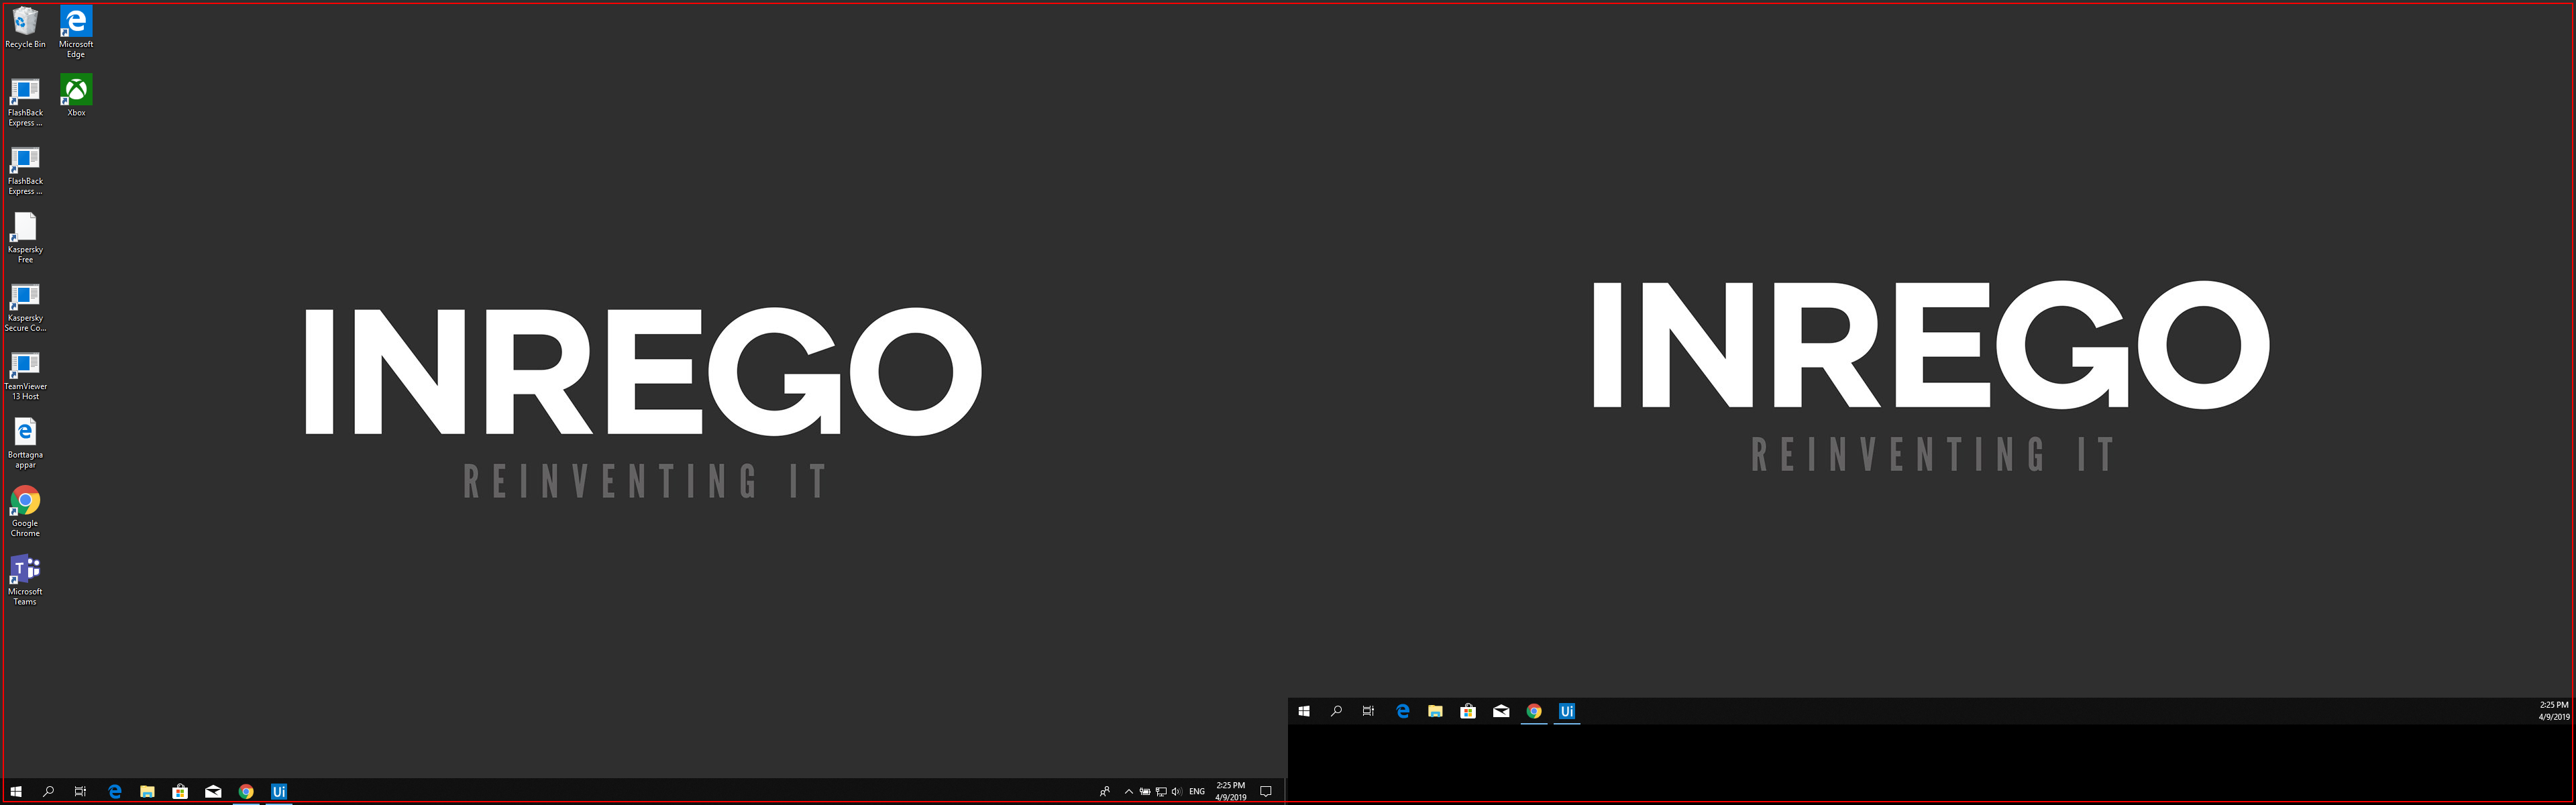 Recycle Bin
Microsoft
Edge
FlashBack
Express ...
Xbox
FlashBack
Express ...
Kaspersky
Free
Kaspersky
Secure Co...
TeamViewer
13 Host
Borttagna
appar
Google
Chrome
Microsoft
Teams
INREGO
REINVENTING IT
Ui
ENG
2:25 PM
4/9/2019
INREGO
REINVENTING IT
Ui
2:25 PM
4/9/2019